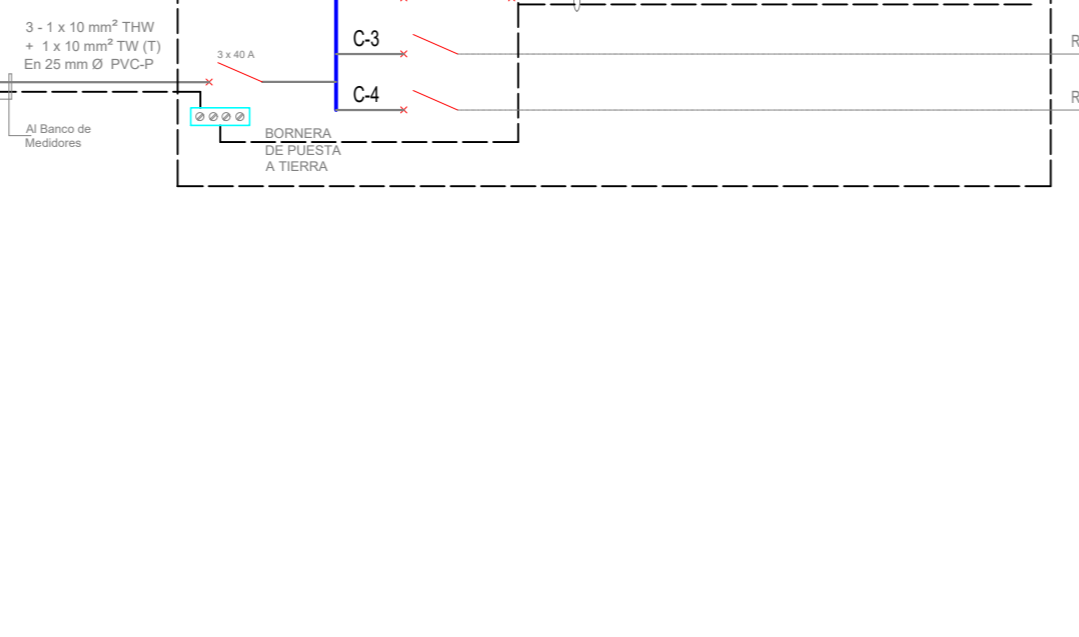 3 - 1 x 10 mm² THW
+ 1 x 10 mm² TW (T)
En 25 mm Ø PVC-P
3 x 40 A
C-3
R
C-4
R
Al Banco de
Medidores
BORNERA
DE PUESTA
A TIERRA